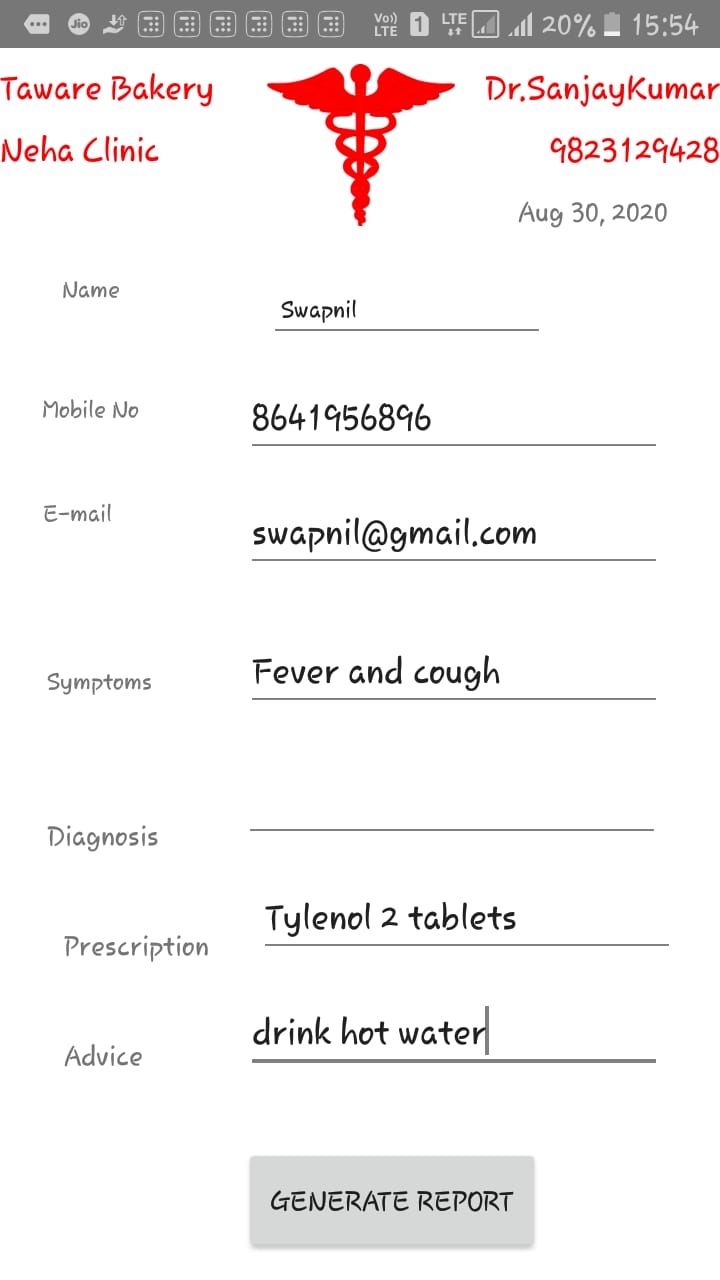 Jio Vo)) LTE 1 LTE 20% 15:54
Taware Bakery Dr.SanjayKumar
Neha Clinic 9823129428
Aug 30, 2020
Name Swapnil
Mobile No 8641956896
E-mail swapnil@gmail.com
Symptoms Fever and cough
Diagnosis
Prescription Tylenol 2 tablets
Advice drink hot water
GENERATE REPORT